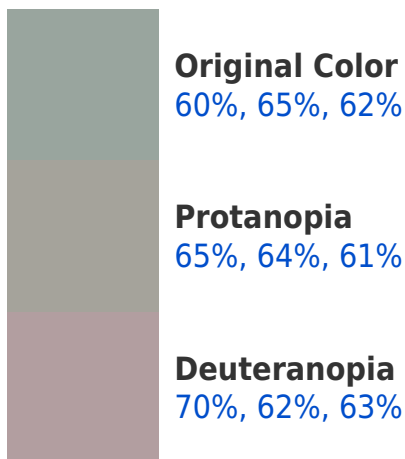 Original Color
60%, 65%, 62%
Protanopia
65%, 64%, 61%
Deuteranopia
70%, 62%, 63%